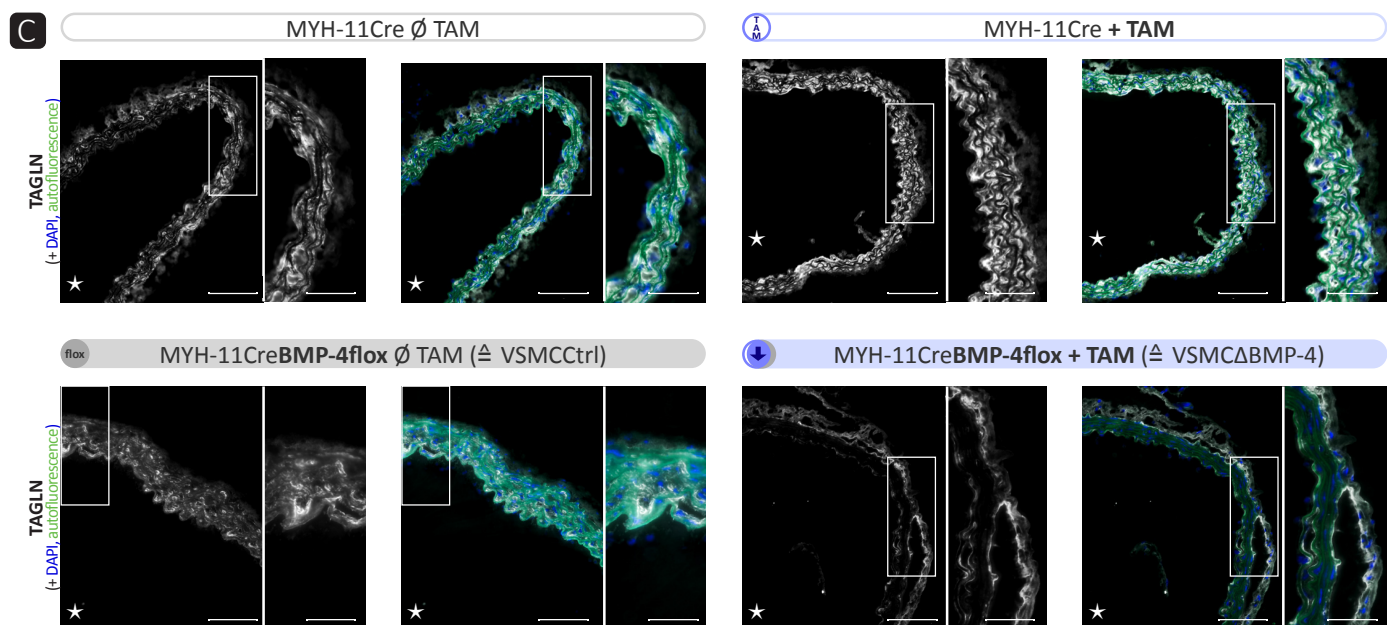 C
MYH-11Cre Ø TAM
TAM
MYH-11Cre + TAM
TAGLN
(+ DAPI, autofluorescence)
flox
MYH-11CreBMP-4flox Ø TAM (≙ VSMCCtrl)
MYH-11CreBMP-4flox + TAM (≙ VSMCΔBMP-4)
TAGLN
(+ DAPI, autofluorescence)